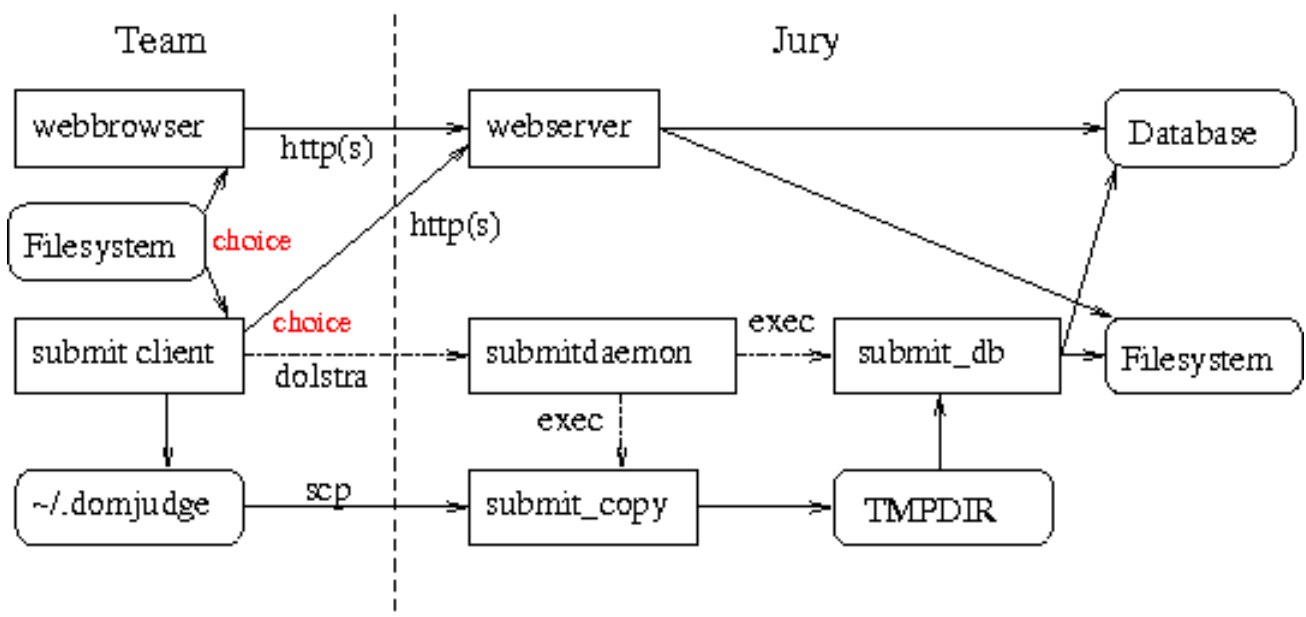 Team
Jury
webbrowser
http(s)
webserver
Database
Filesystem
choice
http(s)
submit client
choice
dolstra
submitdaemon
exec
submit_db
Filesystem
exec
~/.domjudge
scp
submit_copy
TMPDIR